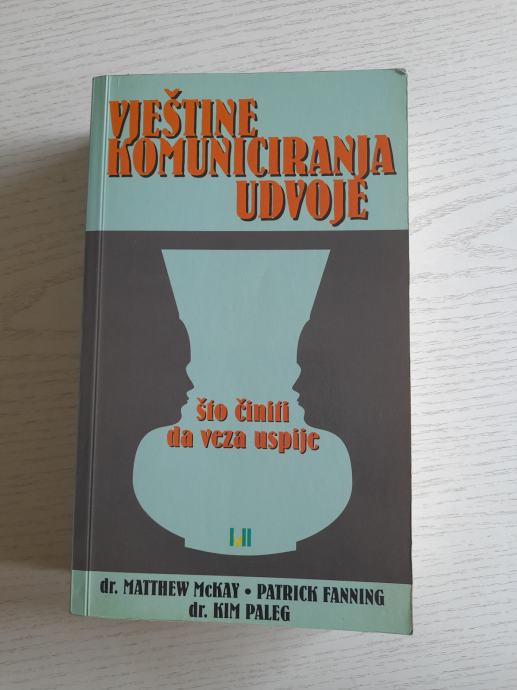 VJEŠTINE
KOMUNICIRANJA
UDVOJE
što činiti
da veza uspije
dr. MATTHEW McKAY • PATRICK FANNING
dr. KIM PALEG